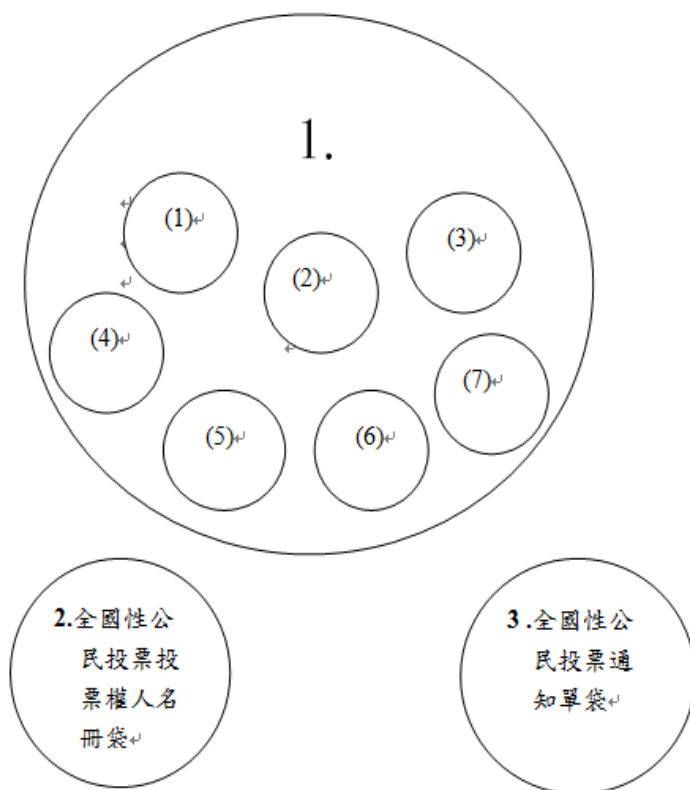 1.
(1)
(2)
(3)
(4)
(5)
(6)
(7)
2.全國性公
民投票投
票權人名
冊袋
3 .全國性公
民投票通
知單袋